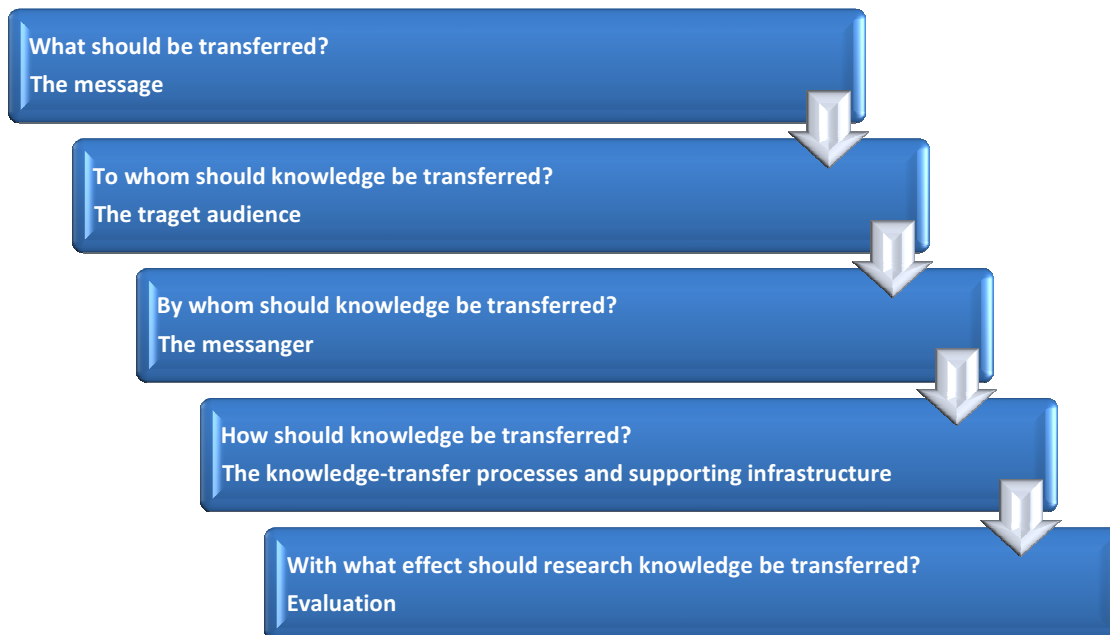 What should be transferred?
The message
To whom should knowledge be transferred?
The traget audience
By whom should knowledge be transferred?
The messanger
How should knowledge be transferred?
The knowledge-transfer processes and supporting infrastructure
With what effect should research knowledge be transferred?
Evaluation